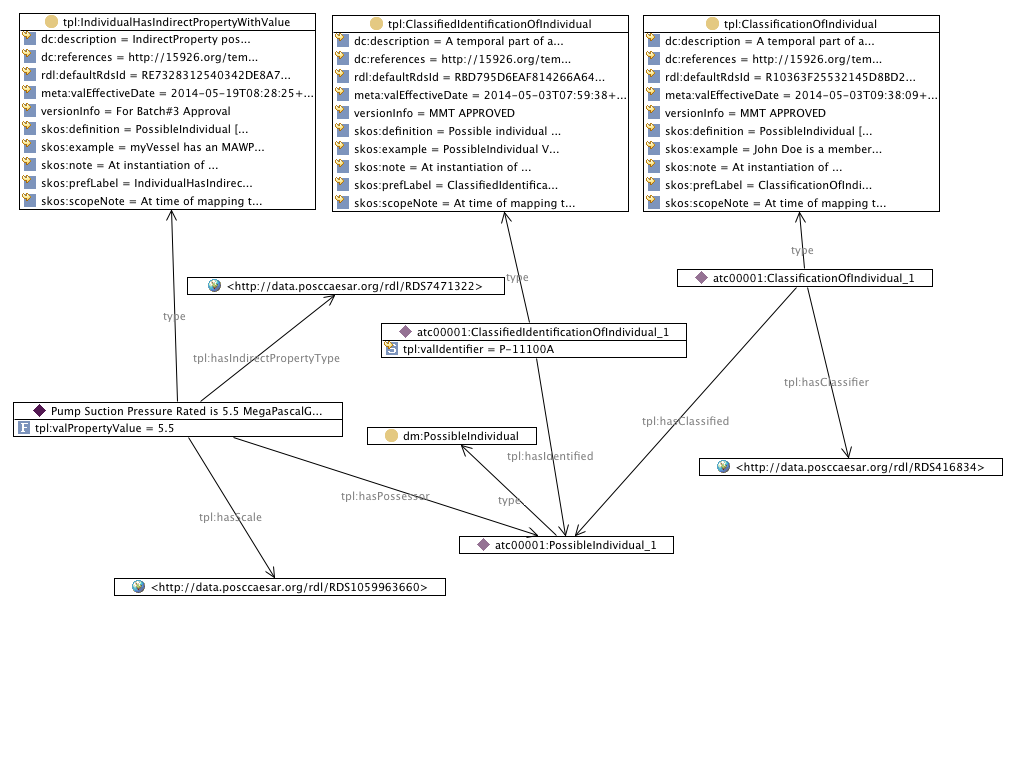 tpl:IndividualHasIndirectPropertyWithValue
dc:description = IndirectProperty pos...
dc:references = http://15926.org/tem...
rdl:defaultRdsId = RE7328312540342DE8A7...
meta:valEffectiveDate = 2014-05-19T08:28:25+...
versionInfo = For Batch#3 Approval
skos:definition = PossibleIndividual [...
skos:example = myVessel has an MAWP...
skos:note = At instantiation of ...
skos:prefLabel = IndividualHasIndirec...
skos:scopeNote = At time of mapping t...
tpl:ClassifiedIdentificationOfIndividual
dc:description = A temporal part of a...
dc:references = http://15926.org/tem...
rdl:defaultRdsId = RBD795D6EAF814266A64...
meta:valEffectiveDate = 2014-05-03T07:59:38+...
versionInfo = MMT APPROVED
skos:definition = Possible individual ...
skos:example = PossibleIndividual V...
skos:note = At instantiation of ...
skos:prefLabel = ClassifiedIdentifica...
skos:scopeNote = At time of mapping t...
tpl:ClassificationOfIndividual
dc:description = A temporal part of a...
dc:references = http://15926.org/tem...
rdl:defaultRdsId = R10363F25532145D8BD2...
meta:valEffectiveDate = 2014-05-03T09:38:09+...
versionInfo = MMT APPROVED
skos:definition = PossibleIndividual [...
skos:example = John Doe is a member...
skos:note = At instantiation of ...
skos:prefLabel = ClassificationOfIndi...
skos:scopeNote = At time of mapping t...
type
type
<http://data.posccaesar.org/rdl/RDS7471322>
atc00001:ClassificationOfIndividual_1
type
atc00001:ClassifiedIdentificationOfIndividual_1
tpl:valIdentifier = P-11100A
tpl:hasIndirectPropertyType
tpl:hasClassifier
Pump Suction Pressure Rated is 5.5 MegaPascalG...
tpl:valPropertyValue = 5.5
tpl:hasClassified
dm:PossibleIndividual
tpl:hasIdentified
<http://data.posccaesar.org/rdl/RDS416834>
tpl:hasPossessor
type
tpl:hasScale
atc00001:PossibleIndividual_1
<http://data.posccaesar.org/rdl/RDS1059963660>